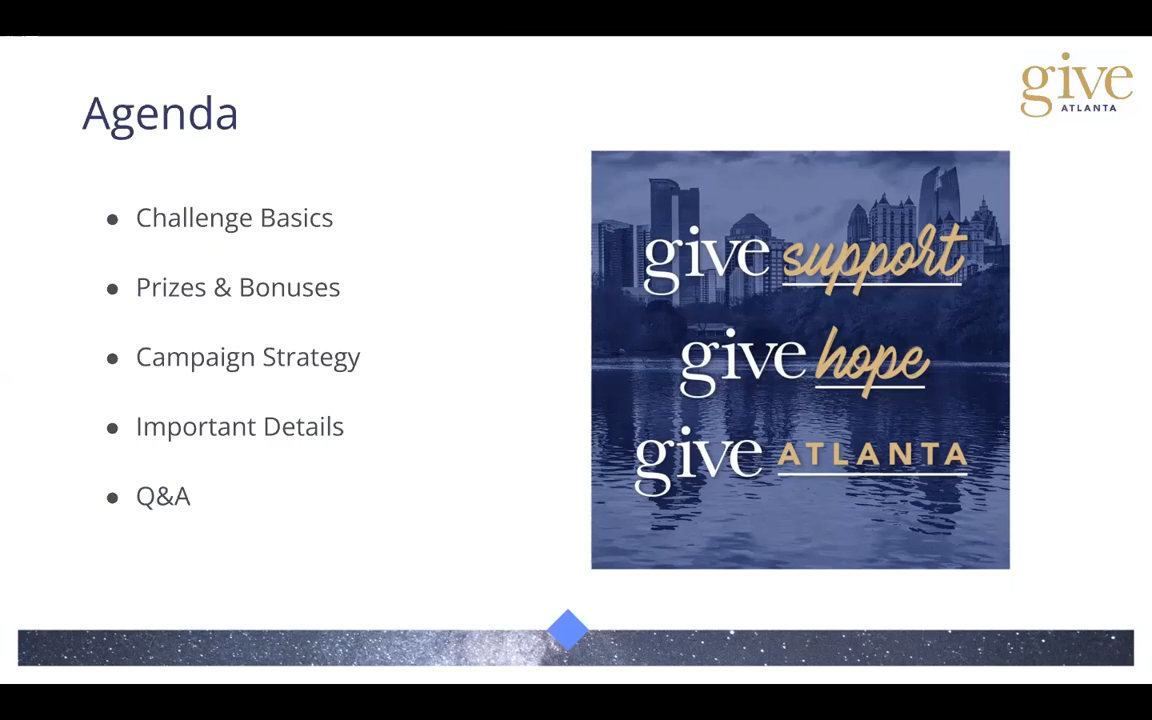 give
ATLANTA
Agenda
● Challenge Basics
● Prizes & Bonuses
● Campaign Strategy
● Important Details
● Q&A
give support
give hope
give ATLANTA